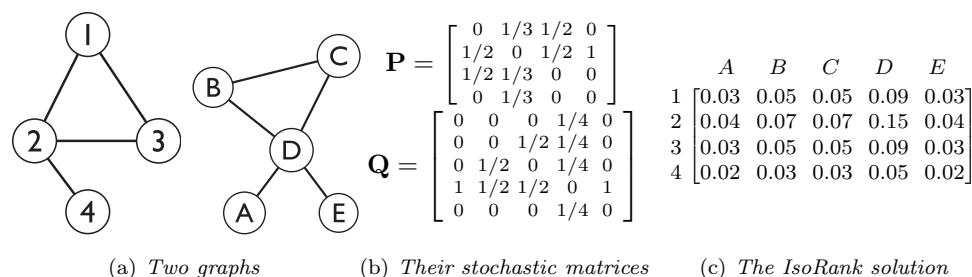 1
2
3
4
B
C
D
A
E
P =
0 1/3 1/2 0
1/2 0 1/2 1
1/2 1/3 0 0
0 1/3 0 0
Q =
0 0 0 1/4 0
0 0 1/2 1/4 0
0 1/2 0 1/4 0
1 1/2 1/2 0 1
0 0 0 1/4 0
A B C D E
1 0.03 0.05 0.05 0.09 0.03
2 0.04 0.07 0.07 0.15 0.04
3 0.03 0.05 0.05 0.09 0.03
4 0.02 0.03 0.03 0.05 0.02
(a) Two graphs
(b) Their stochastic matrices
(c) The IsoRank solution